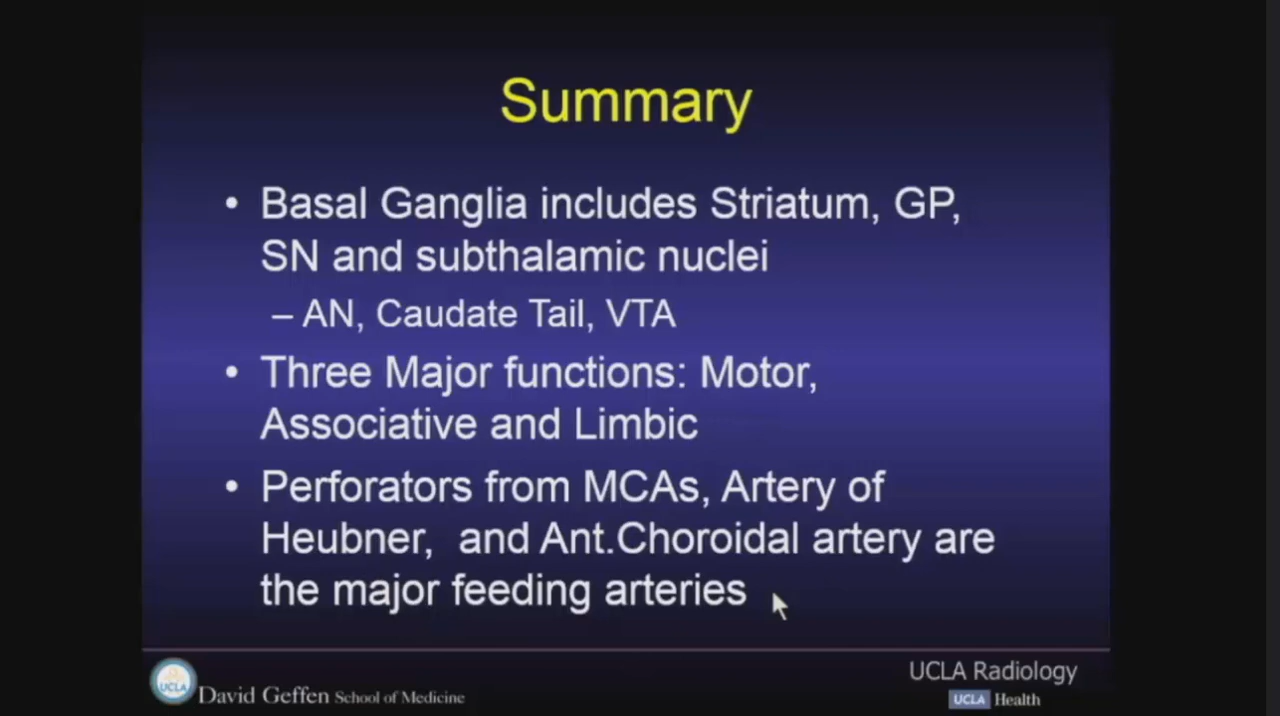 Summary
• Basal Ganglia includes Striatum, GP,
SN and subthalamic nuclei
– AN, Caudate Tail, VTA
• Three Major functions: Motor,
Associative and Limbic
• Perforators from MCAs, Artery of
Heubner, and Ant.Choroidal artery are
the major feeding arteries
UCLA Radiology
UCLA David Geffen School of Medicine
UCLA Health